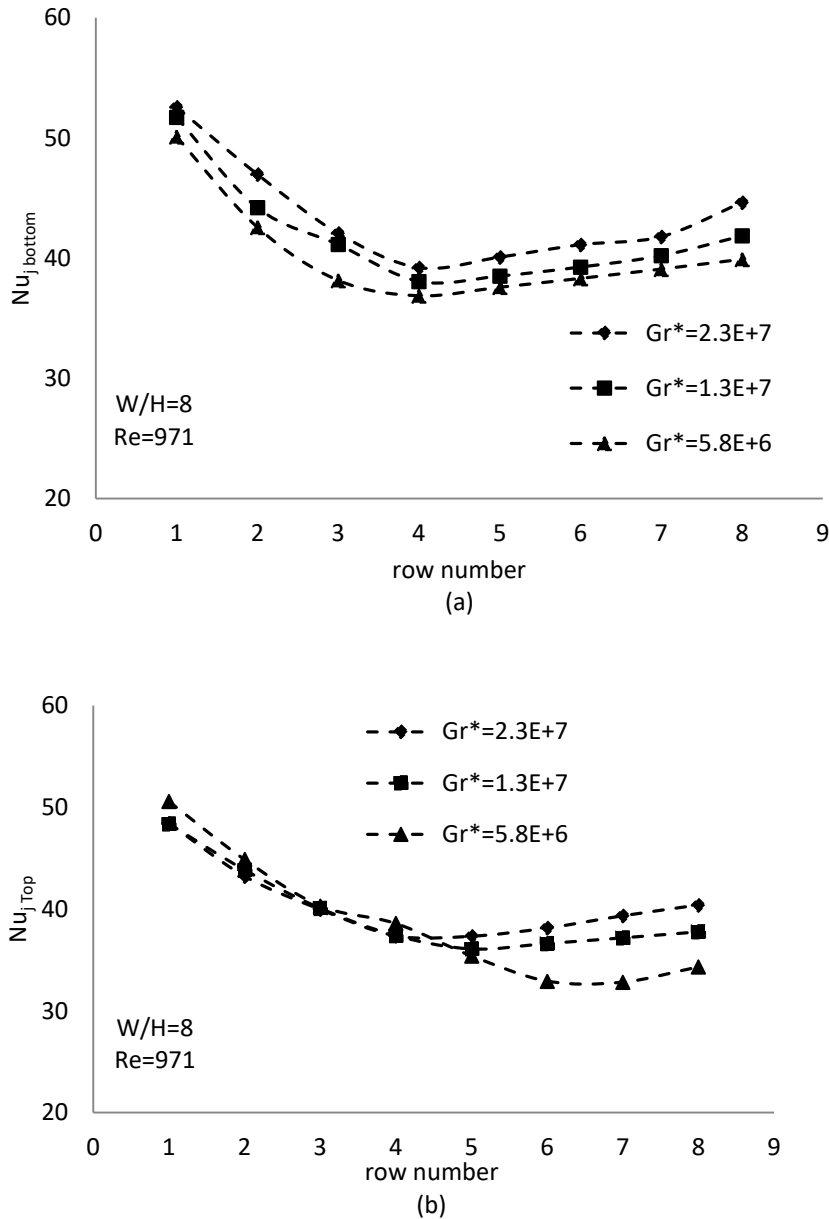 60
50
40
30
20
Nuj bottom
Gr*=2.3E+7
Gr*=1.3E+7
Gr*=5.8E+6
W/H=8
Re=971
0 1 2 3 4 5 6 7 8 9
row number
(a)
60
50
40
30
20
Nuj Top
Gr*=2.3E+7
Gr*=1.3E+7
Gr*=5.8E+6
W/H=8
Re=971
0 1 2 3 4 5 6 7 8 9
row number
(b)